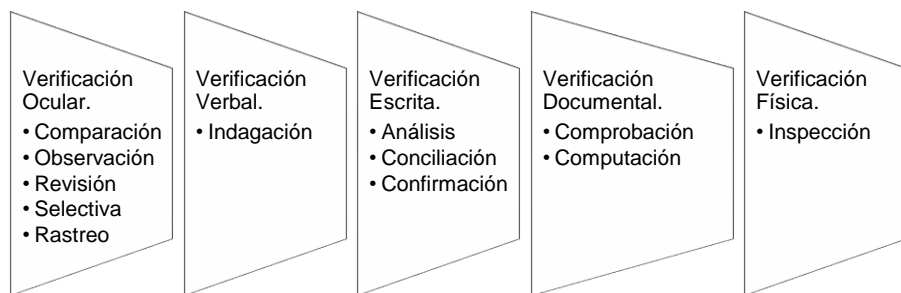 Verificación
Ocular.
• Comparación
• Observación
• Revisión
• Selectiva
• Rastreo
Verificación
Verbal.
• Indagación
Verificación
Escrita.
• Análisis
• Conciliación
• Confirmación
Verificación
Documental.
• Comprobación
• Computación
Verificación
Física.
• Inspección